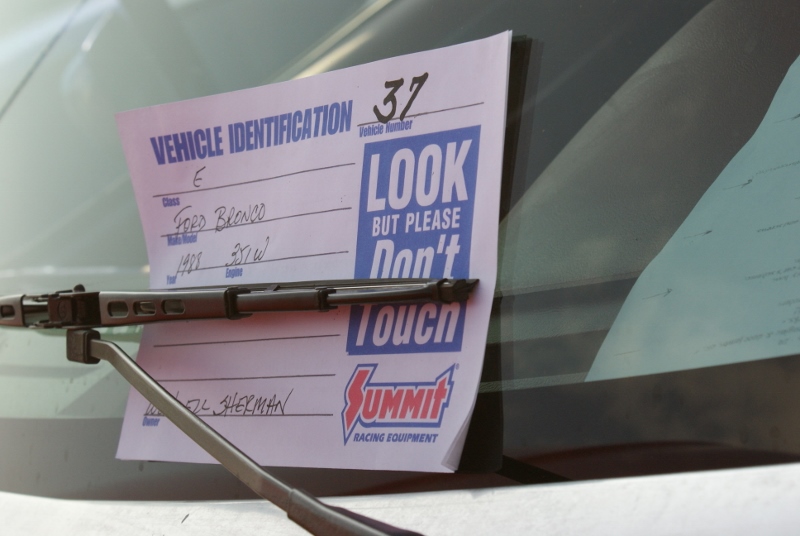 37
VEHICLE IDENTIFICATION
Vehicle Number
E
Class
LOOK
BUT PLEASE
Don't
Touch
FORD BRONCO
Make/Model
1988 351W
Year Engine
SHERMAN
Owner
SUMMIT
RACING EQUIPMENT